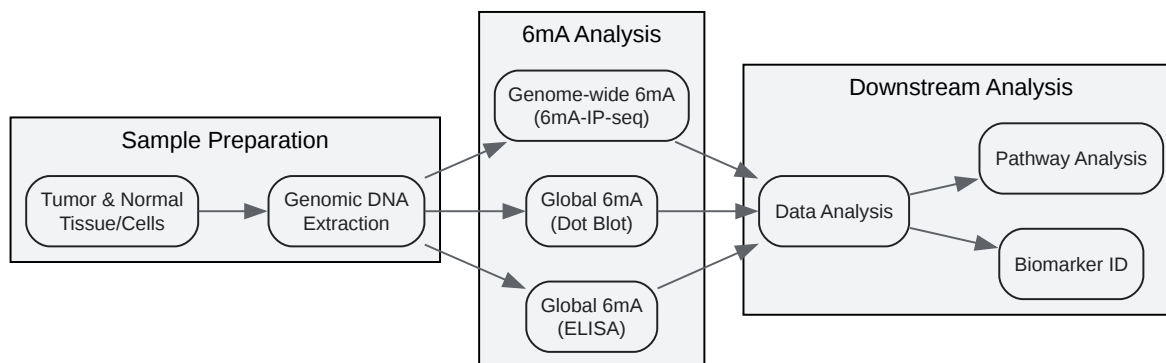 Sample Preparation
Tumor & Normal
Tissue/Cells
Genomic DNA
Extraction
6mA Analysis
Genome-wide 6mA
(6mA-IP-seq)
Global 6mA
(Dot Blot)
Global 6mA
(ELISA)
Downstream Analysis
Data Analysis
Pathway Analysis
Biomarker ID